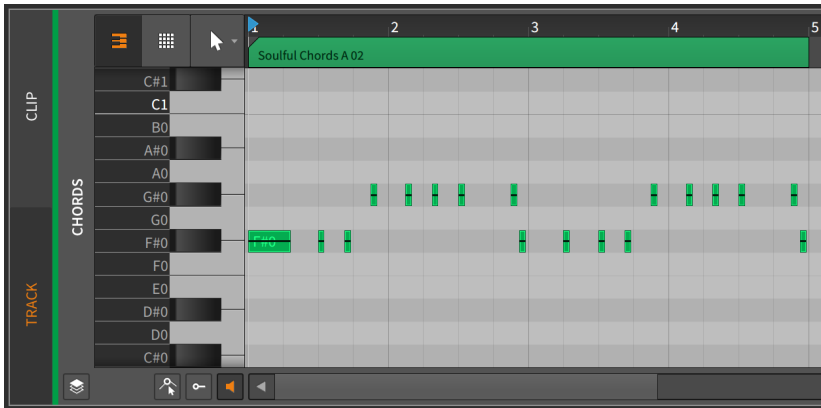 1 2 3 4 5
Soulful Chords A 02
CLIP
TRACK
CHORDS
C#1
C1
B0
A#0
A0
G#0
G0
F#0
F#0
F0
E0
D#0
D0
C#0